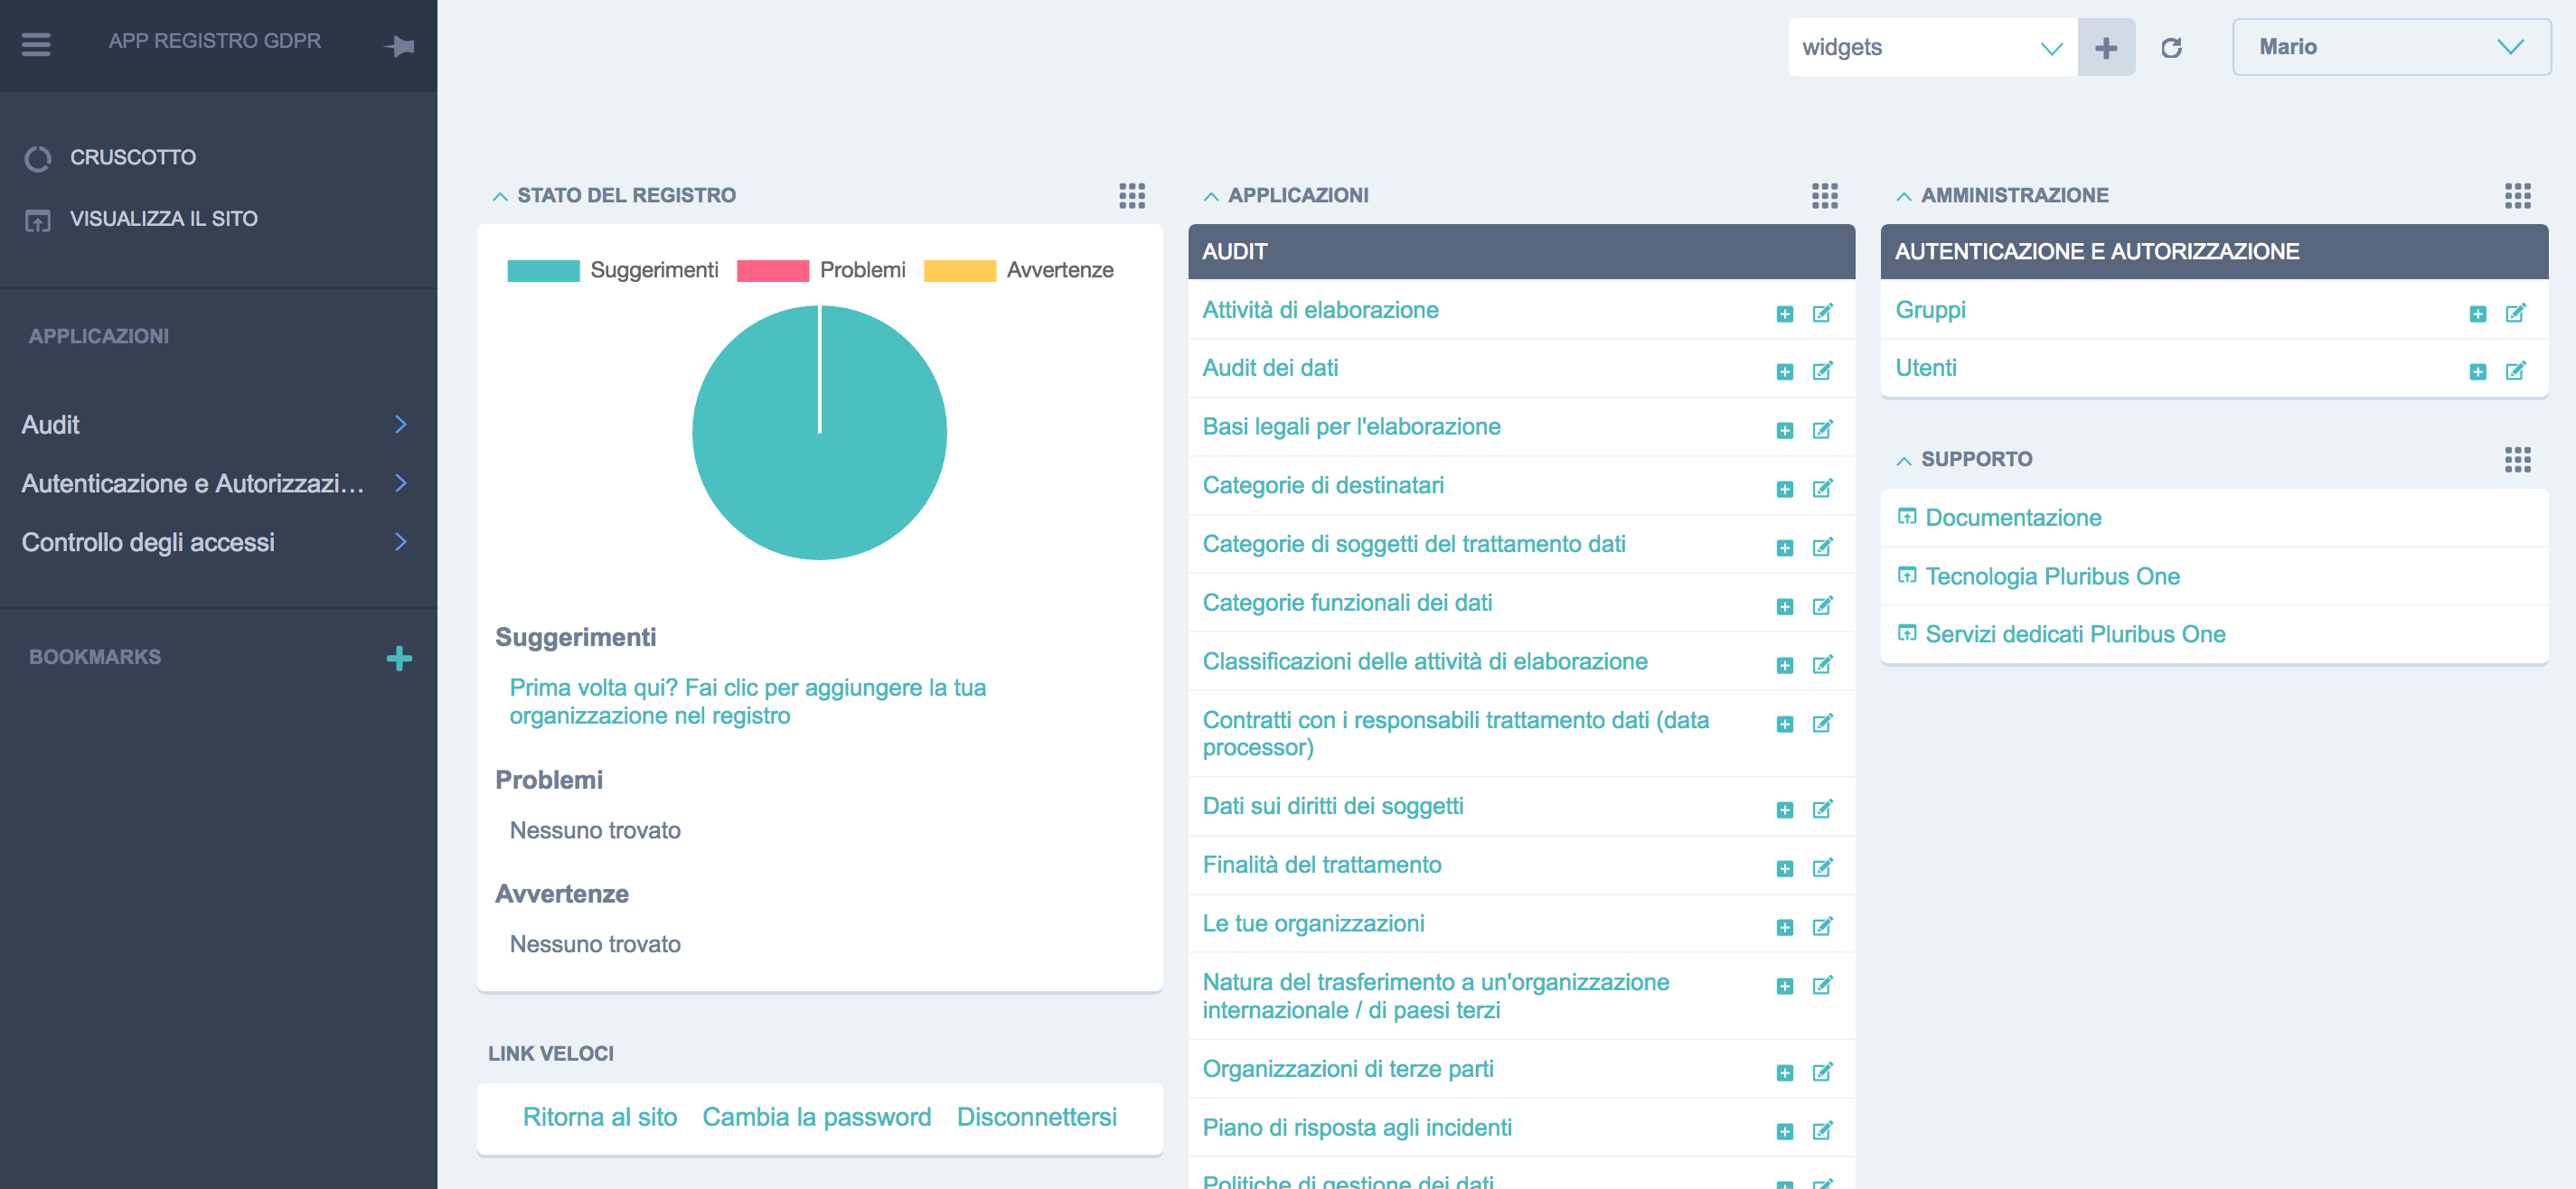 APP REGISTRO GDPR
CRUSCOTTO
VISUALIZZA IL SITO
APPLICAZIONI
Audit
Autenticazione e Autorizzazi...
Controllo degli accessi
BOOKMARKS
widgets
Mario
STATO DEL REGISTRO
Suggerimenti
Problemi
Avvertenze
Suggerimenti
Prima volta qui? Fai clic per aggiungere la tua
organizzazione nel registro
Problemi
Nessuno trovato
Avvertenze
Nessuno trovato
LINK VELOCI
Ritorna al sito
Cambia la password
Disconnettersi
APPLICAZIONI
AUDIT
Attività di elaborazione
Audit dei dati
Basi legali per l'elaborazione
Categorie di destinatari
Categorie di soggetti del trattamento dati
Categorie funzionali dei dati
Classificazioni delle attività di elaborazione
Contratti con i responsabili trattamento dati (data
processor)
Dati sui diritti dei soggetti
Finalità del trattamento
Le tue organizzazioni
Natura del trasferimento a un'organizzazione
internazionale / di paesi terzi
Organizzazioni di terze parti
Piano di risposta agli incidenti
Politiche di gestione dei dati
AMMINISTRAZIONE
AUTENTICAZIONE E AUTORIZZAZIONE
Gruppi
Utenti
SUPPORTO
Documentazione
Tecnologia Pluribus One
Servizi dedicati Pluribus One